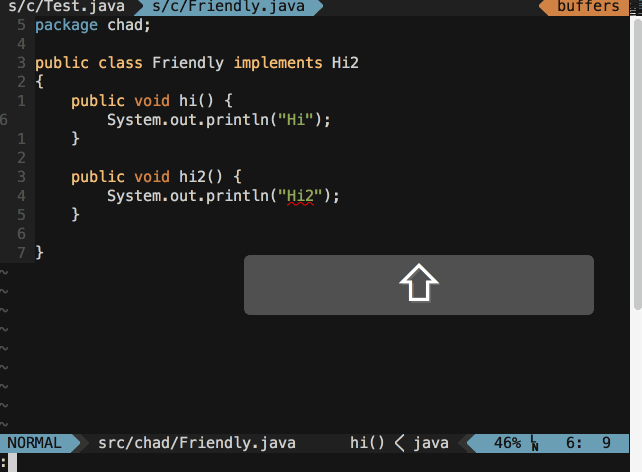 s/c/Test.java s/c/Friendly.java buffers
5 package chad;
4
3 public class Friendly implements Hi2
2 {
1     public void hi() {
6         System.out.println("Hi");
1     }
2
3     public void hi2() {
4         System.out.println("Hi2");
5     }
6
7 }
~
~
~
~
~
~
~
~
~
NORMAL src/chad/Friendly.java hi() < java 46% LN 6: 9
: